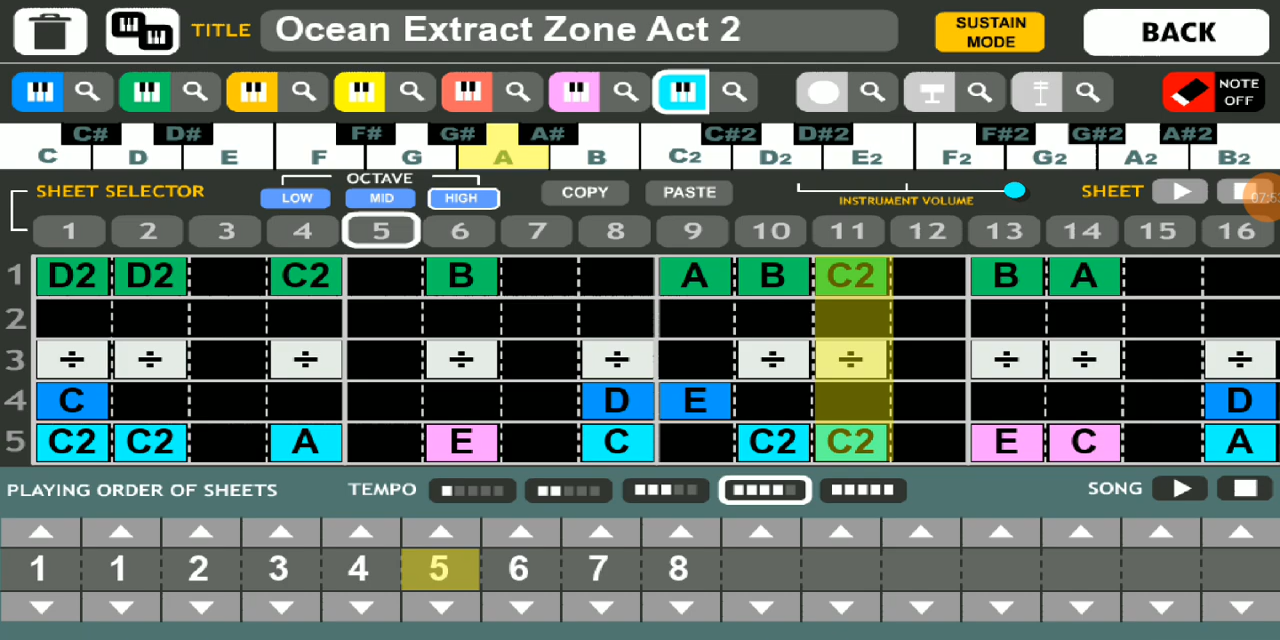 TITLE Ocean Extract Zone Act 2 SUSTAIN MODE BACK
NOTE OFF
C# D# F# G# A# C#2 D#2 F#2 G#2 A#2
C D E F G A B C2 D2 E2 F2 G2 A2 B2
SHEET SELECTOR OCTAVE LOW MID HIGH COPY PASTE INSTRUMENT VOLUME SHEET
1 2 3 4 5 6 7 8 9 10 11 12 13 14 15 16
1 D2 D2 C2 B A B C2 B A
2
3 ÷ ÷ ÷ ÷ ÷ ÷ ÷ ÷ ÷ ÷
4 C D E D
5 C2 C2 A E C C2 C2 E C A
PLAYING ORDER OF SHEETS TEMPO SONG
1 1 2 3 4 5 6 7 8